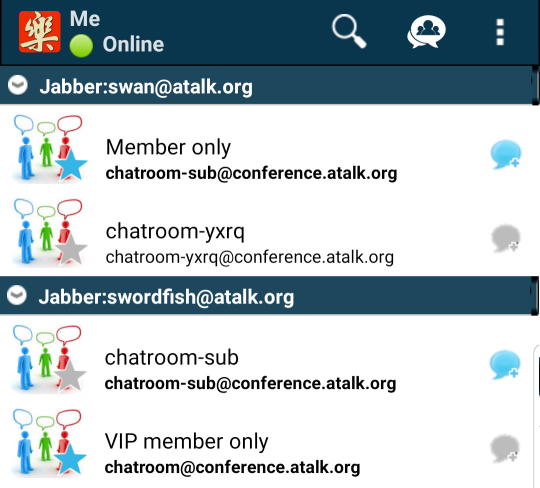 樂
Me
Online
Jabber:swan@atalk.org
Member only
chatroom-sub@conference.atalk.org
chatroom-yxrq
chatroom-yxrq@conference.atalk.org
Jabber:swordfish@atalk.org
chatroom-sub
chatroom-sub@conference.atalk.org
VIP member only
chatroom@conference.atalk.org